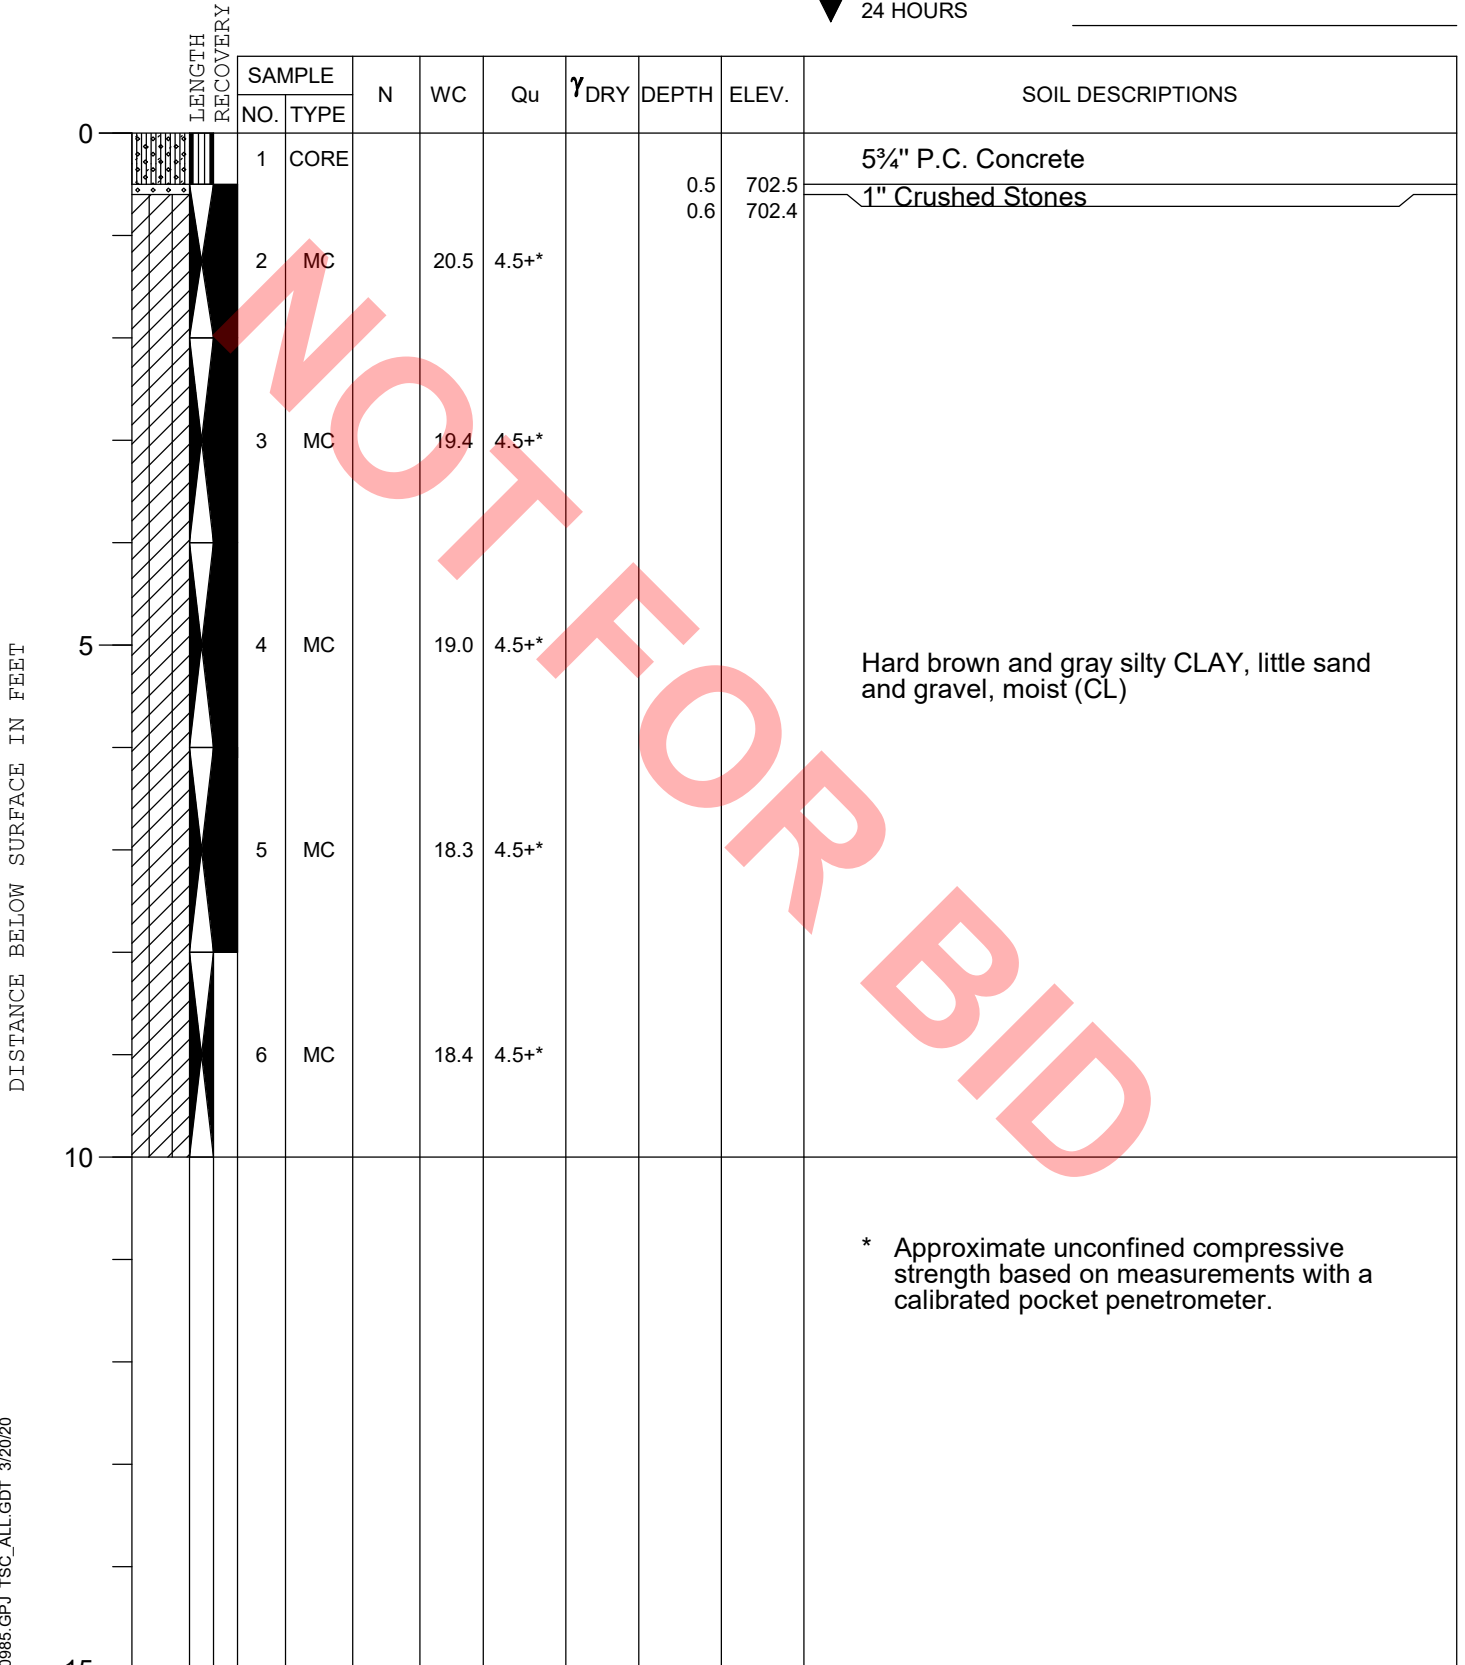 24 HOURS
LENGTH
RECOVERY
SAMPLE
NO. TYPE N WC Qu γDRY DEPTH ELEV. SOIL DESCRIPTIONS
0
1 CORE 5¾" P.C. Concrete
0.5 702.5
1" Crushed Stones
0.6 702.4
2 MC 20.5 4.5+*
3 MC 19.4 4.5+*
5 4 MC 19.0 4.5+*
Hard brown and gray silty CLAY, little sand
and gravel, moist (CL)
5 MC 18.3 4.5+*
6 MC 18.4 4.5+*
10
* Approximate unconfined compressive
strength based on measurements with a
calibrated pocket penetrometer.
DISTANCE BELOW SURFACE IN FEET
0985.GPJ TSC_ALL.GDT 3/20/20
15
NOT FOR BID